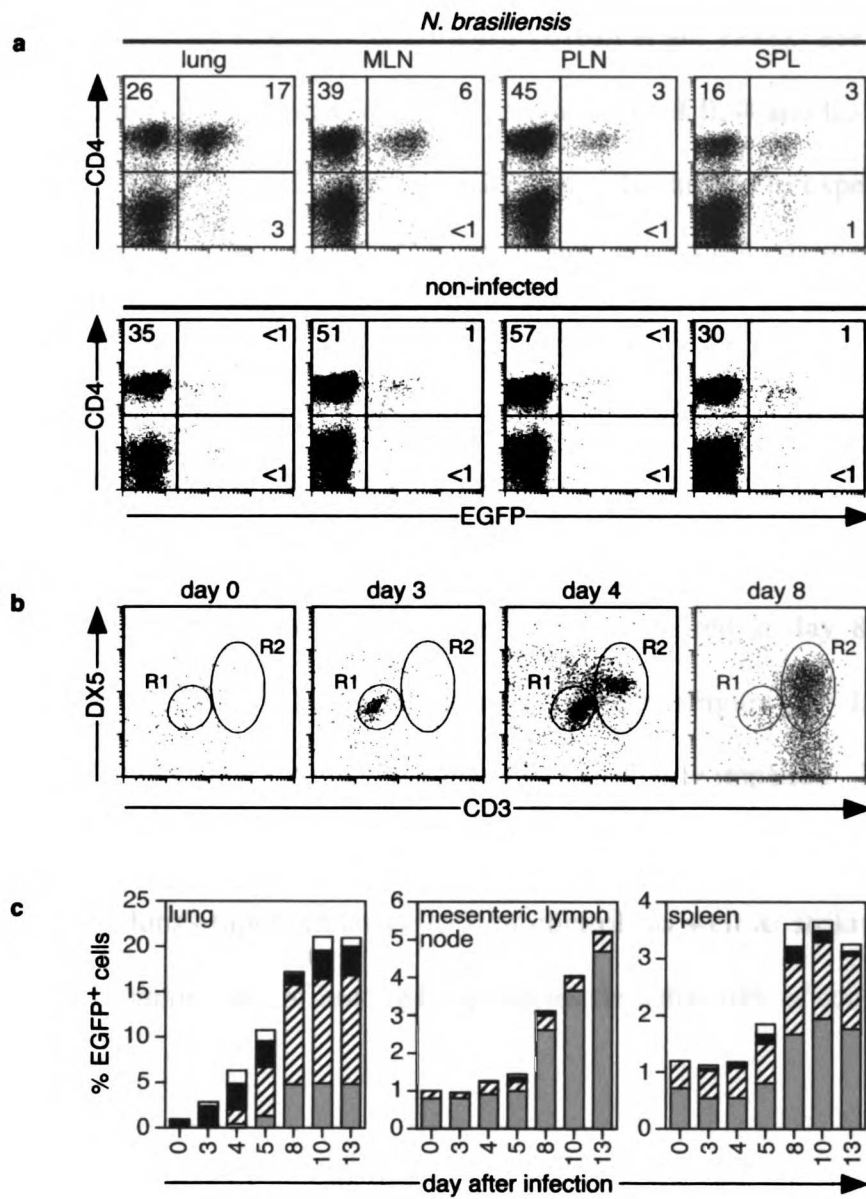 N. brasiliensis
a
lung MLN PLN SPL
26 17 39 6 45 3 16 3
CD4
3 <1 <1 1
non-infected
35 <1 51 1 57 <1 30 1
CD4
<1 <1 <1 <1
EGFP
b
day 0 day 3 day 4 day 8
R2 R2 R2 R2
R1 R1 R1 R1
DX5
CD3
c
25 lung 6 mesenteric lymph node 4 spleen
20 5
15 4 3
10 3 2
5 2 1
0 1 0
0
% EGFP+ cells
0 3 4 5 8 10 13 0 3 4 5 8 10 13 0 3 4 5 8 10 13
day after infection